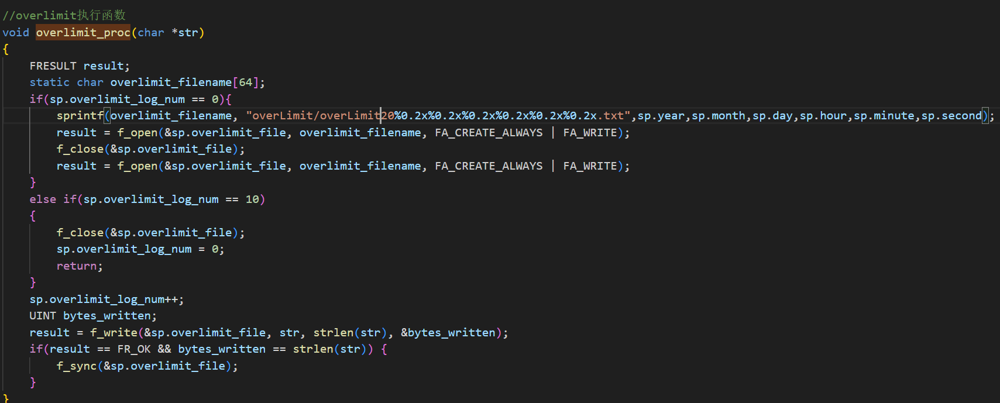 //overlimit执行函数
void overlimit_proc(char *str)
{
    FRESULT result;
    static char overlimit_filename[64];
    if(sp.overlimit_log_num == 0){
        sprintf(overlimit_filename, "overLimit/overLimit20%0.2x%0.2x%0.2x%0.2x%0.2x%0.2x.txt",sp.year,sp.month,sp.day,sp.hour,sp.minute,sp.second);
        result = f_open(&sp.overlimit_file, overlimit_filename, FA_CREATE_ALWAYS | FA_WRITE);
        f_close(&sp.overlimit_file);
        result = f_open(&sp.overlimit_file, overlimit_filename, FA_CREATE_ALWAYS | FA_WRITE);
    }
    else if(sp.overlimit_log_num == 10)
    {
        f_close(&sp.overlimit_file);
        sp.overlimit_log_num = 0;
        return;
    }
    sp.overlimit_log_num++;
    UINT bytes_written;
    result = f_write(&sp.overlimit_file, str, strlen(str), &bytes_written);
    if(result == FR_OK && bytes_written == strlen(str)) {
        f_sync(&sp.overlimit_file);
    }
}